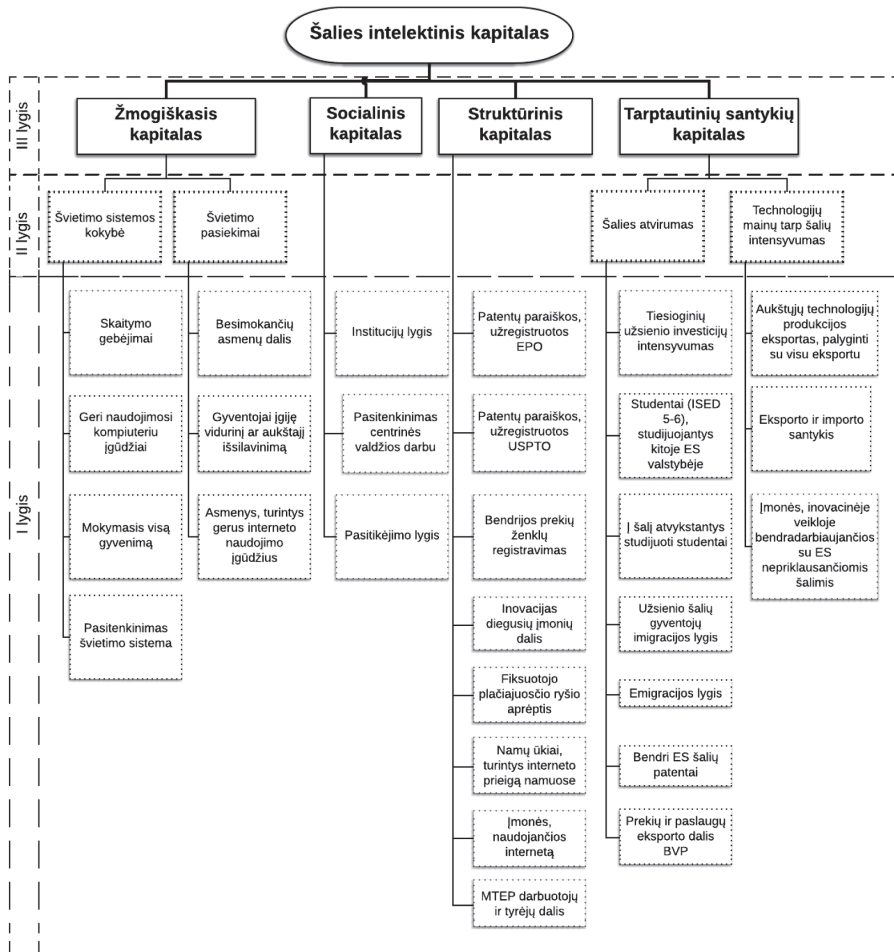 Šalies intelektinis kapitalas
III lygis
Žmogiškasis
kapitalas
Socialinis
kapitalas
Struktūrinis
kapitalas
Tarptautinių santykių
kapitalas
II lygis
Švietimo sistemos
kokybė
Švietimo
pasiekimai
Šalies atvirumas
Technologijų
mainų tarp šalių
intensyvumas
I lygis
Skaitymo
gebėjimai
Geri naudojimosi
kompiuteriu
įgūdžiai
Mokymasis visą
gyvenimą
Pasitenkinimas
švietimo sistema
Besimokančių
asmenų dalis
Gyventojai įgiję
vidurinį ar aukštąjį
išsilavinimą
Asmenys, turintys
gerus interneto
naudojimo
įgūdžius
Institucijų lygis
Pasitenkinimas
centrinės
valdžios darbu
Pasitikėjimo lygis
Patentų paraiškos,
užregistruotos
EPO
Patentų paraiškos,
užregistruotos
USPTO
Bendrijos prekių
ženklų
registravimas
Inovacijas
diegusių įmonių
dalis
Fiksuotojo
plačiajuosčio ryšio
aprėptis
Namų ūkiai,
turintys interneto
prieigą namuose
Įmonės,
naudojančios
internetą
MTEP darbuotojų
ir tyrėjų dalis
Tiesioginių
užsienio investicijų
intensyvumas
Studentai (ISED
5-6),
studijuojantys
kitoje ES
valstybėje
Į šalį atvykstantys
studijuoti studentai
Užsienio šalių
gyventojų
imigracijos lygis
Emigracijos lygis
Bendri ES šalių
patentai
Prekių ir paslaugų
eksporto dalis
BVP
Aukštųjų technologijų
produkcijos
eksportas, palyginti
su visu eksportu
Eksporto ir importo
santykis
Įmonės, inovacinėje
veikloje
bendradarbiaujančios
su ES
nepriklausančiomis
šalimis